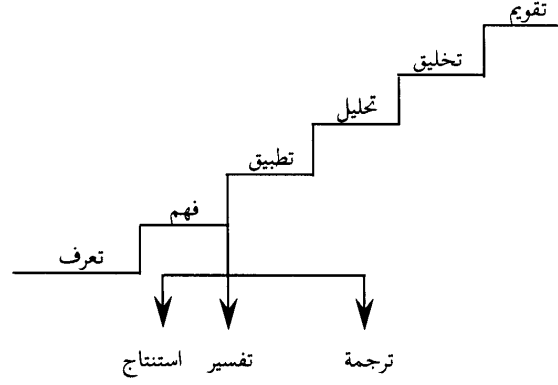 تقويم
تخليق
تحليل
تطبيق
فهم
تعرف
ترجمة تفسير استنتاج